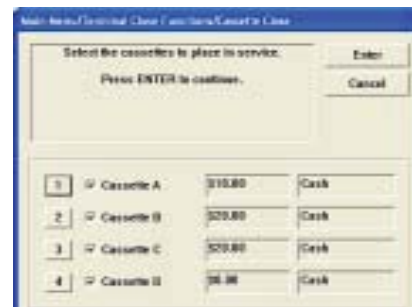 Main Menu/Terminal Close Functions/Cassette Close
Select the cassettes to place in service.
Press ENTER to continue.
Enter
Cancel
1 Cassette A $10.00 Cash
2 Cassette B $20.00 Cash
3 Cassette C $20.00 Cash
4 Cassette D Cash